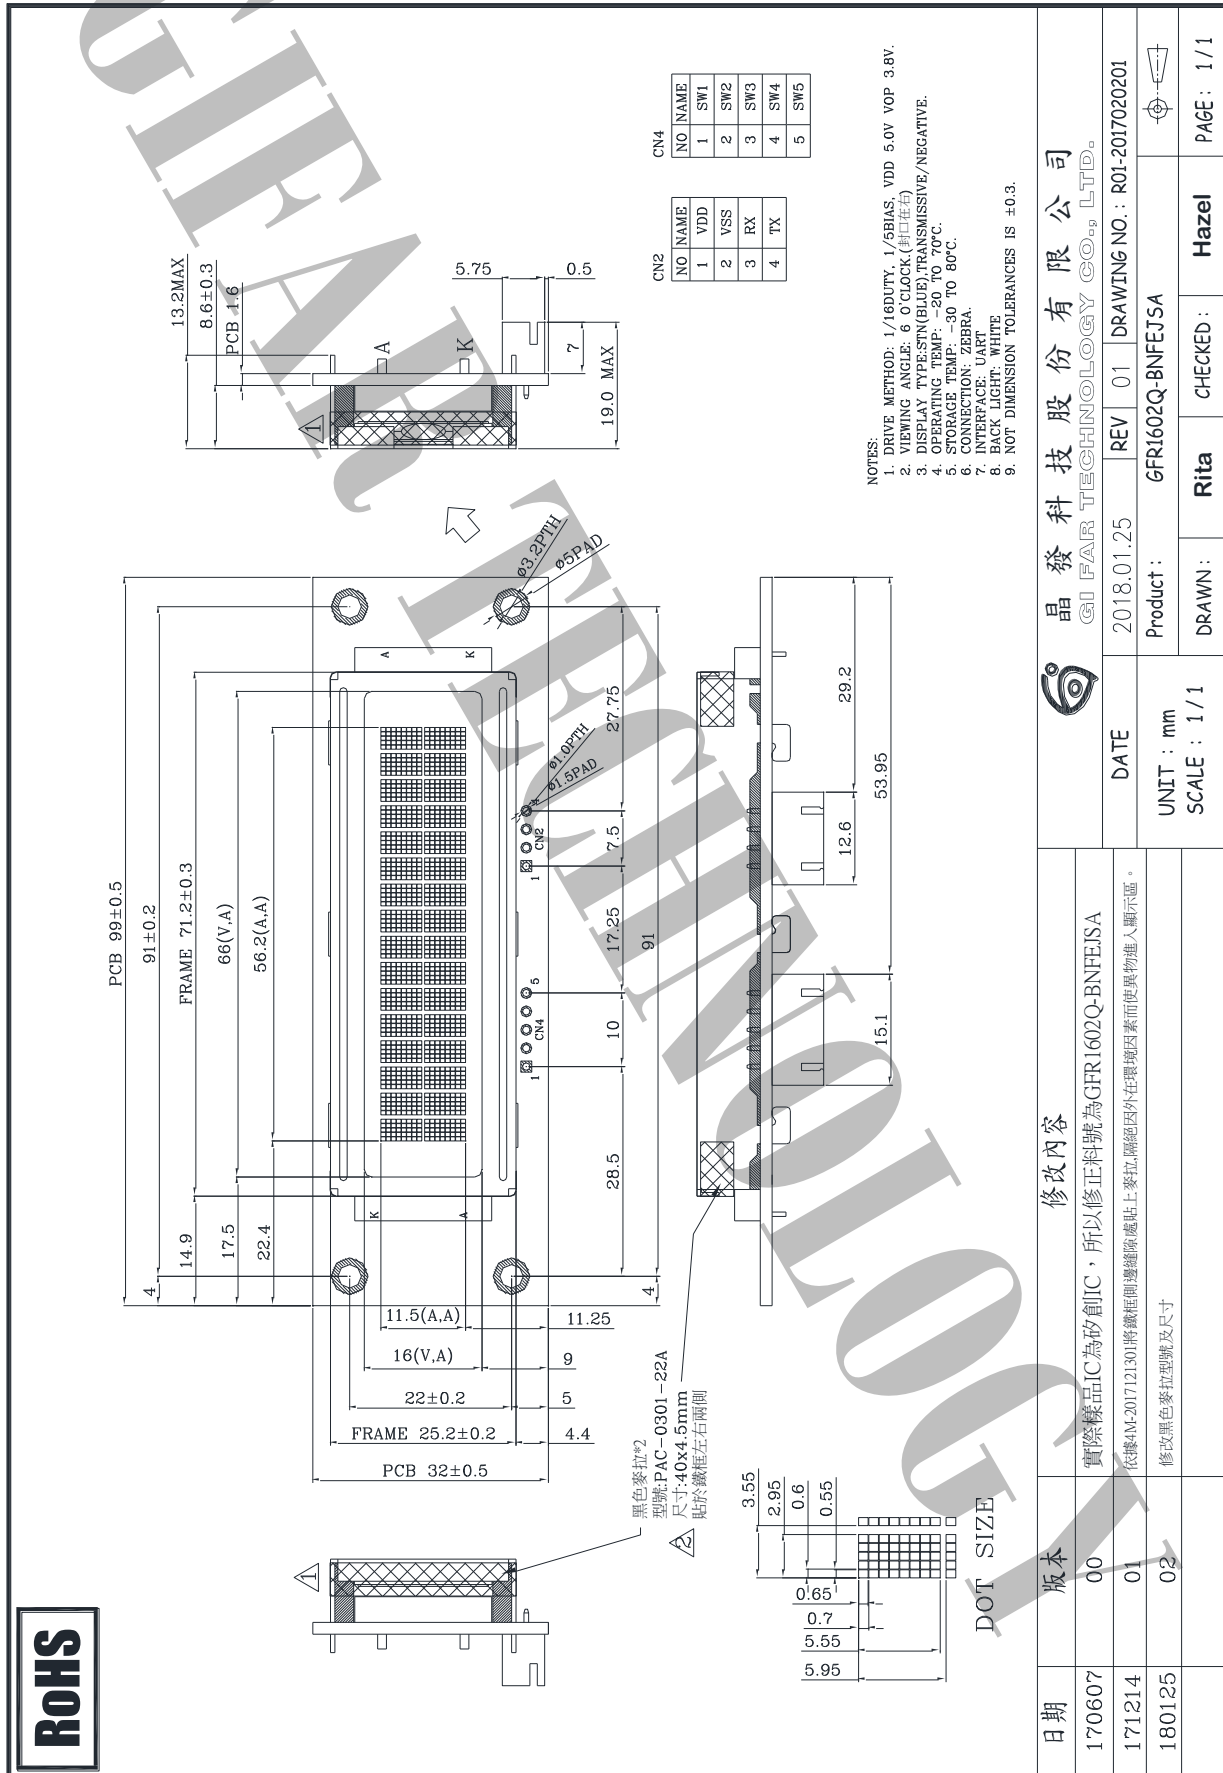 RoHS
PCB 99±0.5
91±0.2
FRAME 71.2±0.3
66(V,A)
56.2(A,A)
4
14.9
17.5
22.4
A
K
K
A
ø3.2PTH
ø5PAD
ø1.0PTH
ø1.5PAD
1
CN4
5
1
CN2
4
28.5
10
17.25
7.5
27.75
4
91
11.5(A,A)
11.25
16(V,A)
9
22±0.2
5
FRAME 25.2±0.2
4.4
PCB 32±0.5
13.2MAX
8.6±0.3
PCB 1.6
A
K
5.75
0.5
7
19.0 MAX
1
1
黑色麥拉*2
型號:PAC-0301-22A
尺寸:40x4.5mm
貼於鐵框左右兩側
2
15.1
12.6
29.2
53.95
3.55
2.95
0.6
0.55
0.65
0.7
5.55
5.95
DOT SIZE
CN2
NO NAME
1 VDD
2 VSS
3 RX
4 TX
CN4
NO NAME
1 SW1
2 SW2
3 SW3
4 SW4
5 SW5
NOTES:
1. DRIVE METHOD: 1/16DUTY, 1/5BIAS, VDD 5.0V VOP 3.8V.
2. VIEWING ANGLE: 6 O'CLOCK.(封口在右)
3. DISPLAY TYPE:STN(BLUE),TRANSMISSIVE/NEGATIVE.
4. OPERATING TEMP: -20 TO 70°C.
5. STORAGE TEMP: -30 TO 80°C.
6. CONNECTION: ZEBRA.
7. INTERFACE: UART
8. BACK LIGHT: WHITE
9. NOT DIMENSION TOLERANCES IS ±0.3.
日期 版本 修改內容
170607 00 實際樣品IC為矽創IC，所以修正料號為GFR1602Q-BNFEJSA
171214 01 依據4M-2017121301將鐵框側邊縫隙處貼上麥拉,隔絕因外在環境因素而使異物進入顯示區。
180125 02 修改黑色麥拉型號及尺寸
晶發科技股份有限公司
GI FAR TECHNOLOGY CO., LTD.
DATE 2018.01.25 REV 01 DRAWING NO.: R01-2017020201
UNIT : mm
SCALE : 1/1
Product : GFR1602Q-BNFEJSA
DRAWN : Rita CHECKED : Hazel PAGE : 1/1
GIFAR TECHNOLOGY